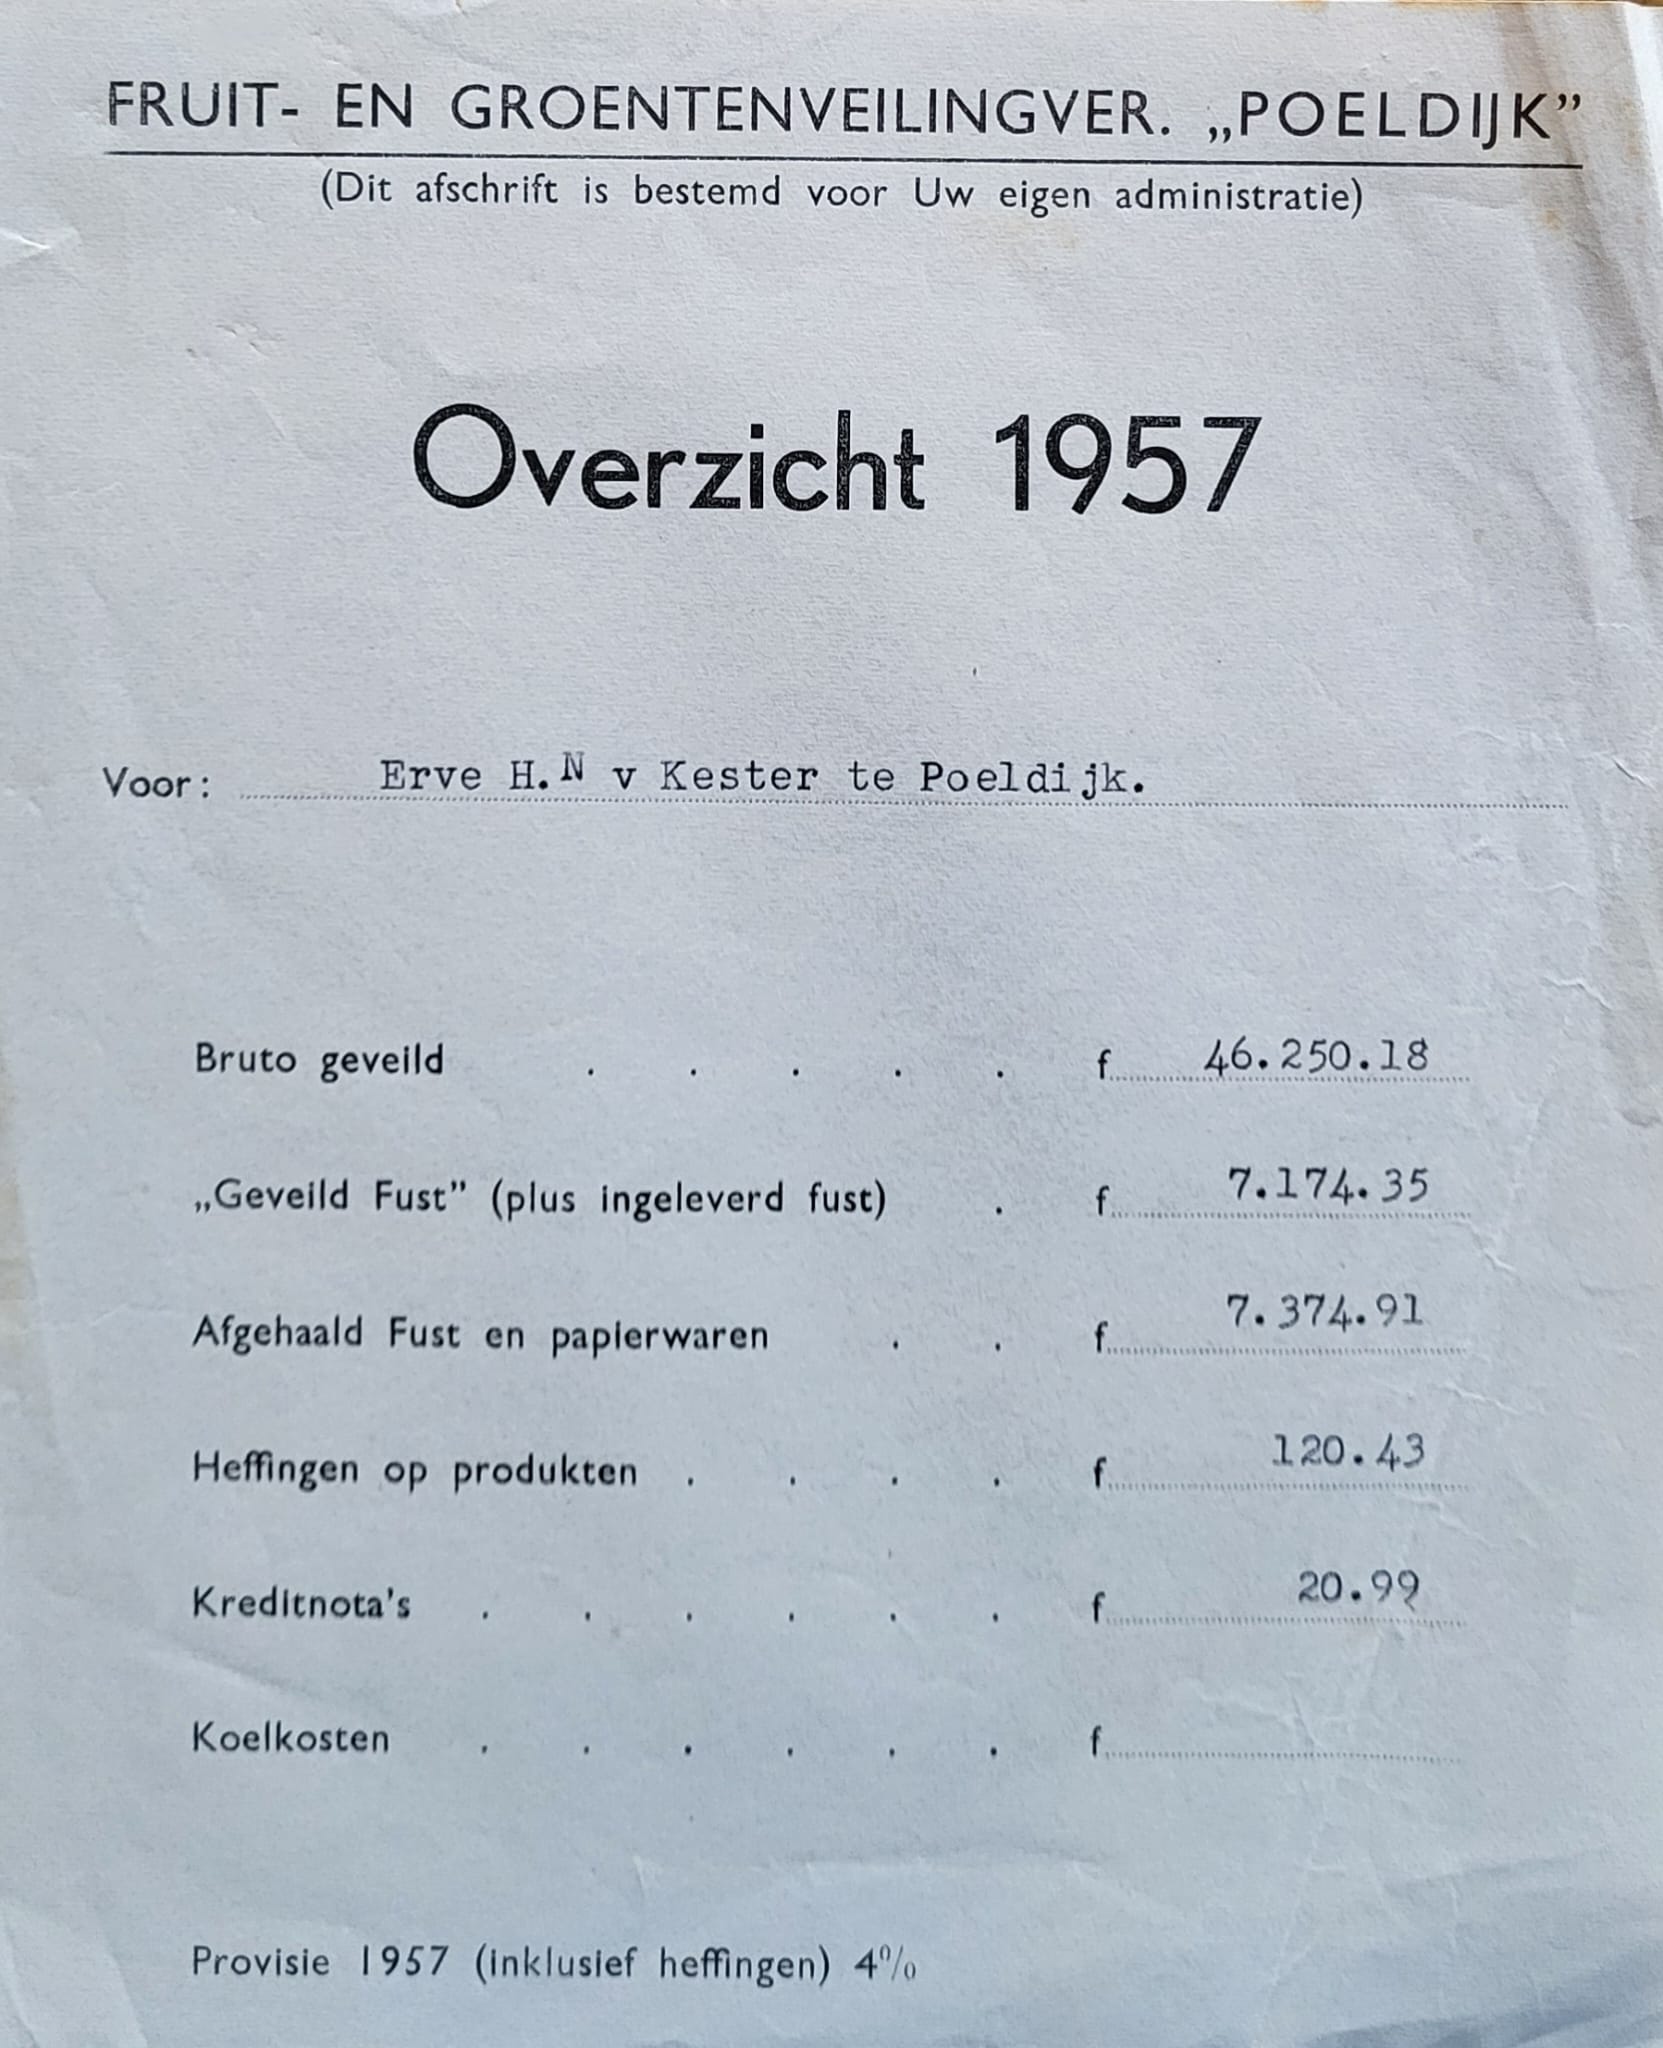 FRUIT- EN GROENTENVEILINGVER. „POELDIJK”
(Dit afschrift is bestemd voor Uw eigen administratie)
Overzicht 1957
Voor: Erve H.N v Kester te Poeldijk.
Bruto geveild . . . . . f 46.250.18
„Geveild Fust” (plus ingeleverd fust) . f 7.174.35
Afgehaald Fust en papierwaren . . f 7.374.91
Heffingen op produkten . . . . f 120.43
Kreditnota's . . . . . . f 20.99
Koelkosten . . . . . . f
Provisie 1957 (inklusief heffingen) 4%